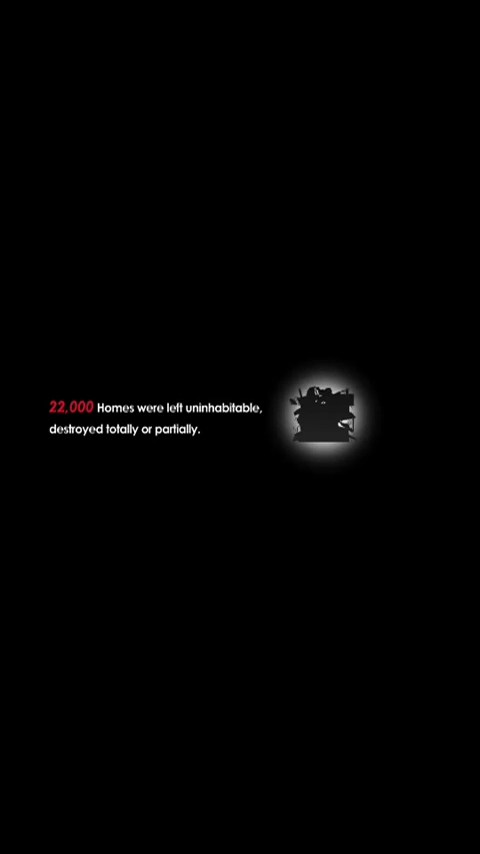 22,000 Homes were left uninhabitable,
destroyed totally or partially.